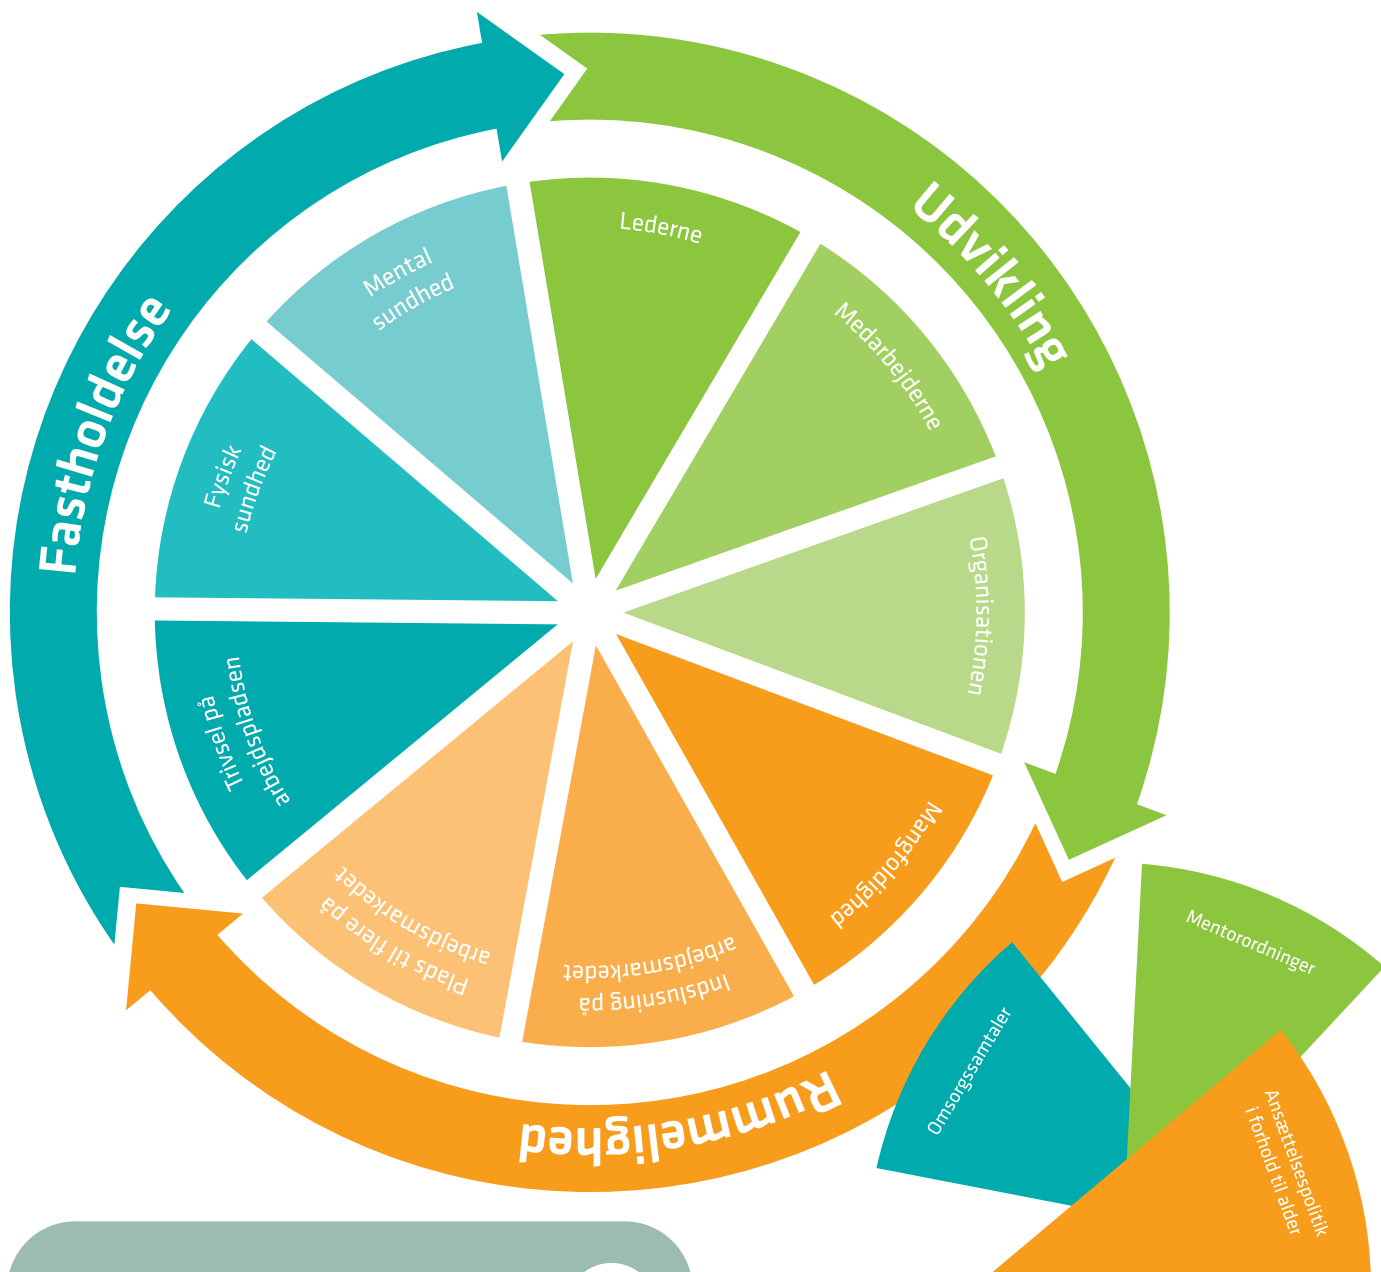 Udvikling
Lederne
Medarbejderne
Organisationen
Rummelighed
Mangfoldighed
Indslusning på
arbejdsmarkedet
Plads til flere på
arbejdsmarkedet
Fastholdelse
Trivsel på
arbejdspladsen
Fysisk
sundhed
Mental
sundhed
Mentorordninger
Omsorgssamtaler
Ansættelsespolitik
i forhold til alder